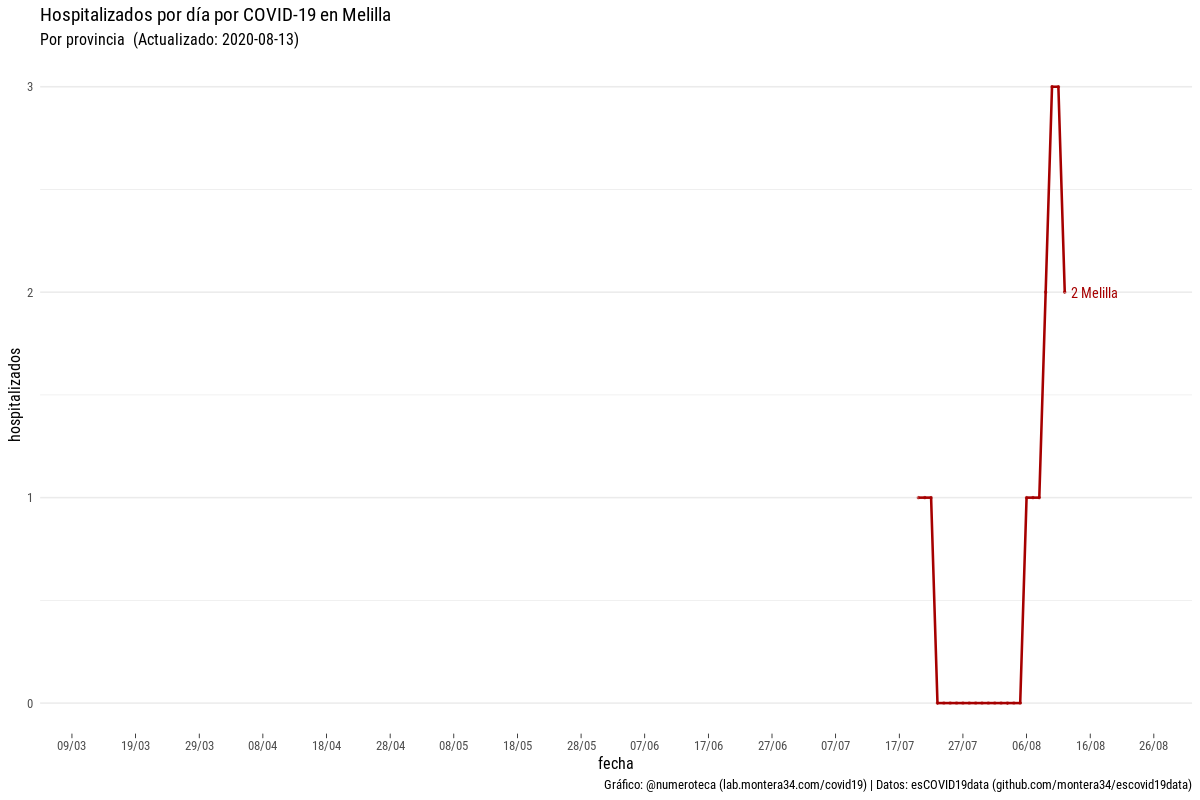 Hospitalizados por día por COVID-19 en Melilla
Por provincia  (Actualizado: 2020-08-13)
3
2
1
0
hospitalizados
2 Melilla
09/03 19/03 29/03 08/04 18/04 28/04 08/05 18/05 28/05 07/06 17/06 27/06 07/07 17/07 27/07 06/08 16/08 26/08
fecha
Gráfico: @numeroteca (lab.montera34.com/covid19) | Datos: esCOVID19data (github.com/montera34/escovid19data)